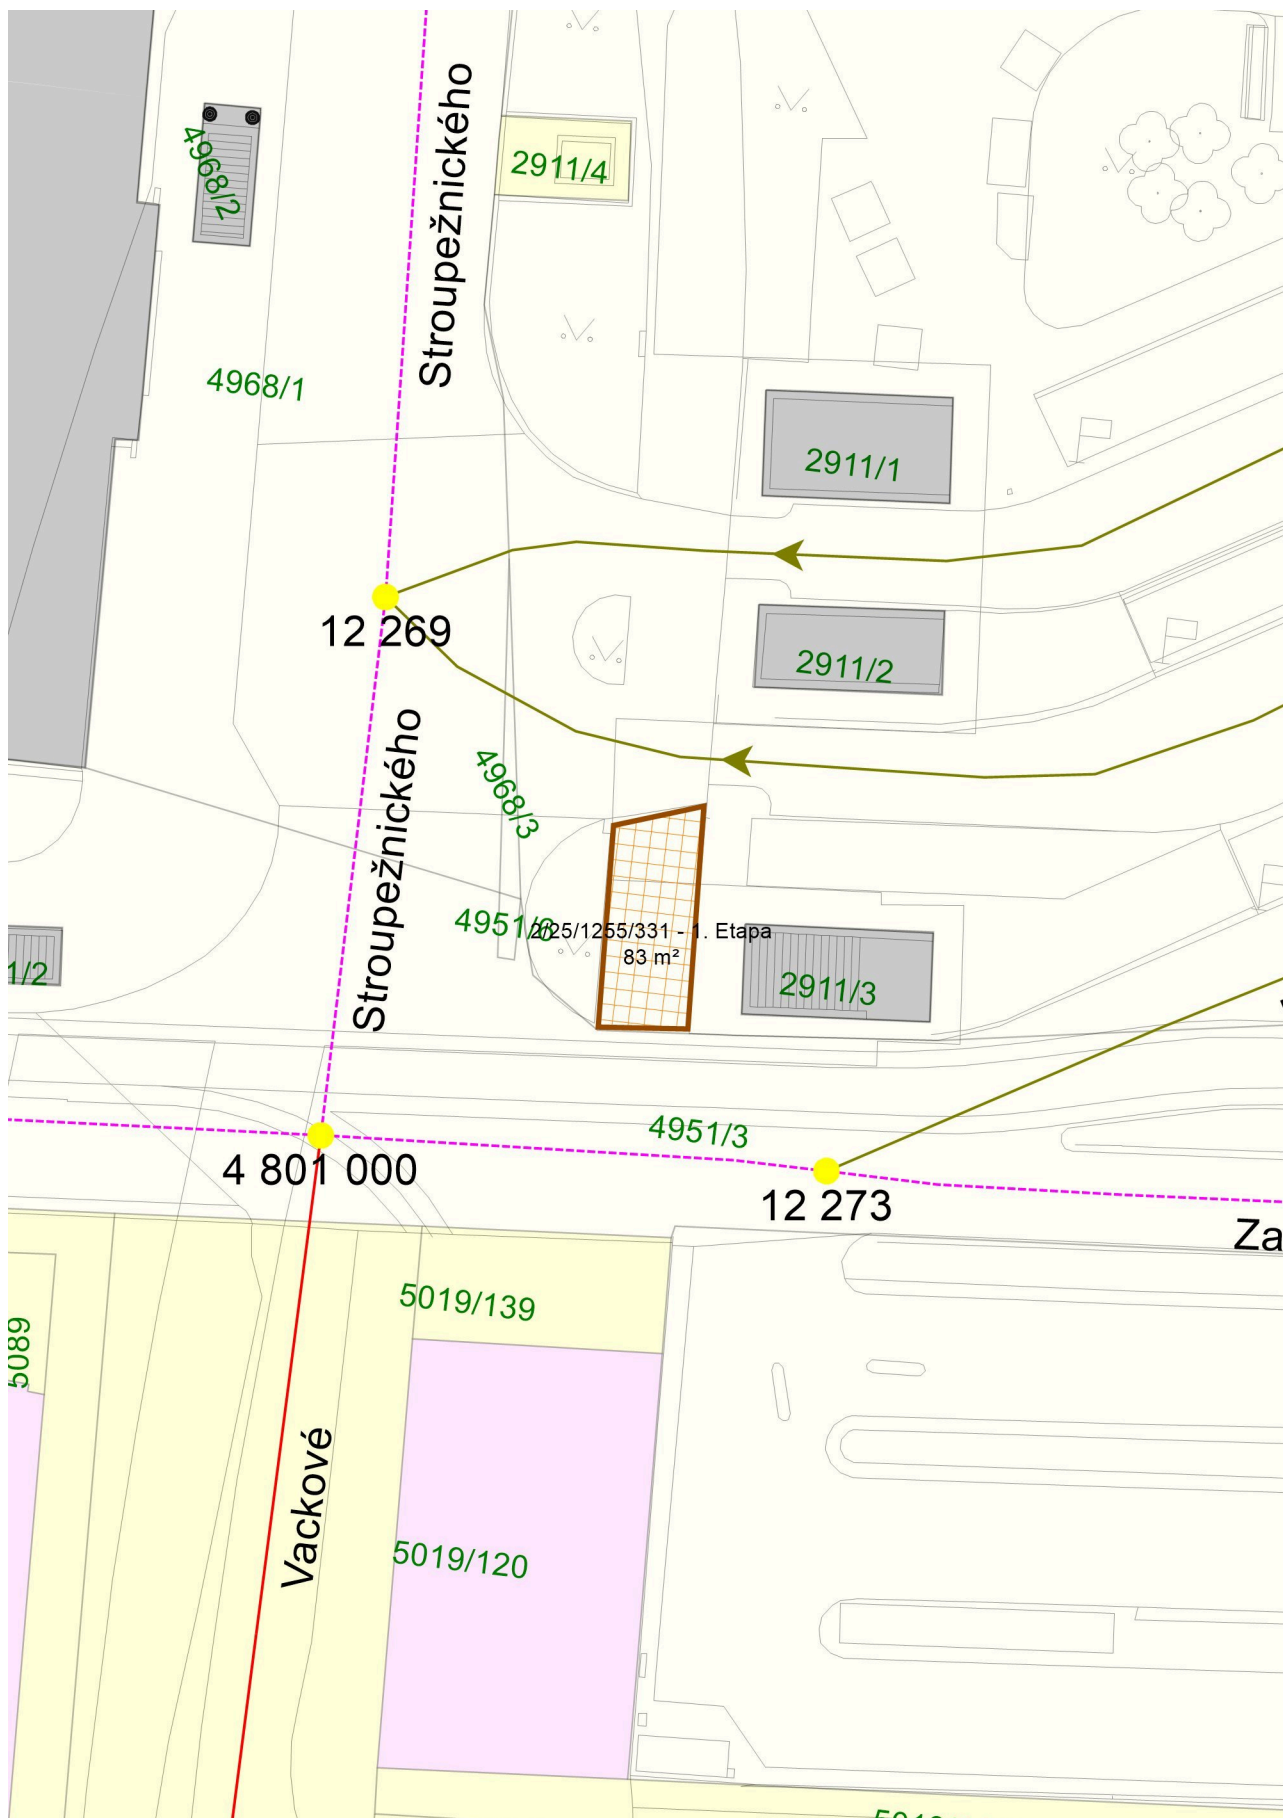 Stroupežnického
4968/2
2911/4
4968/1
2911/1
12 269
2911/2
Stroupežnického
4968/3
4951/6
2/25/1255/331 - 1. Etapa
83 m²
1/2
2911/3
4951/3
4 801 000
12 273
Za
5019/139
5089
Vackové
5019/120